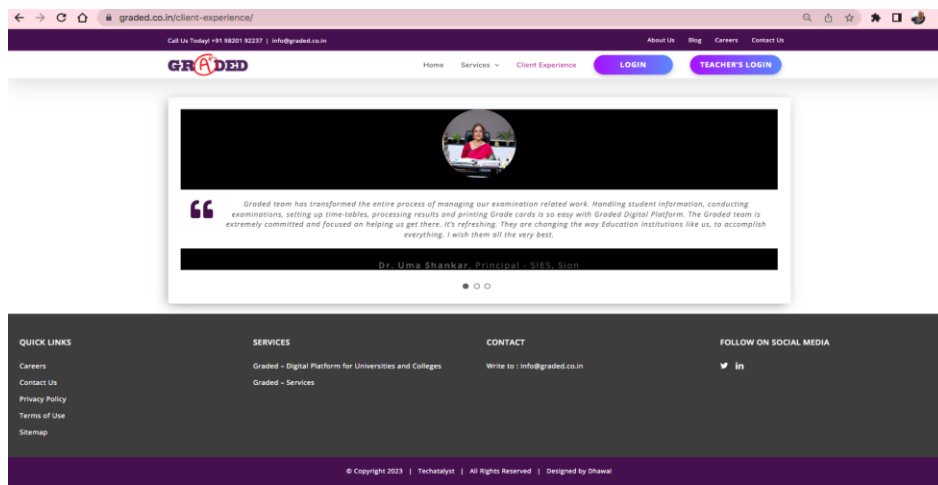 graded.co.in/client-experience/
Call Us Today! +91 98201 92237 | info@graded.co.in
About Us Blog Careers Contact Us
GRADED
Home Services Client Experience LOGIN TEACHER'S LOGIN
Graded team has transformed the entire process of managing our examination related work. Handling student information, conducting
examinations, setting up time-tables, processing results and printing Grade cards is so easy with Graded Digital Platform. The Graded team is
extremely committed and focused on helping us get there. It's refreshing. They are changing the way Education Institutions like us, to accomplish
everything. I wish them all the very best.
Dr. Uma Shankar, Principal - SIES, Sion
QUICK LINKS
Careers
Contact Us
Privacy Policy
Terms of Use
Sitemap
SERVICES
Graded – Digital Platform for Universities and Colleges
Graded – Services
CONTACT
Write to : info@graded.co.in
FOLLOW ON SOCIAL MEDIA
© Copyright 2023 | Techatalyst | All Rights Reserved | Designed by Dhawal